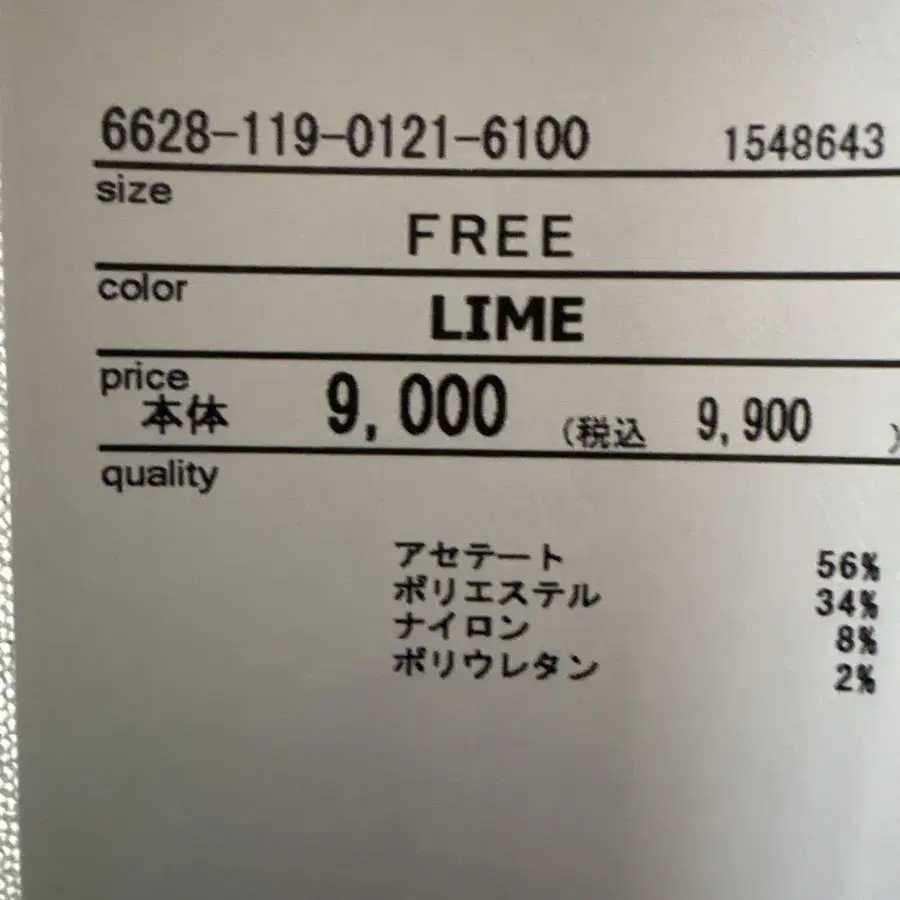 6628-119-0121-6100 1548643
size
FREE
color
LIME
price
本体 9,000 (税込 9,900 )
quality
アセテート 56%
ポリエステル 34%
ナイロン 8%
ポリウレタン 2%